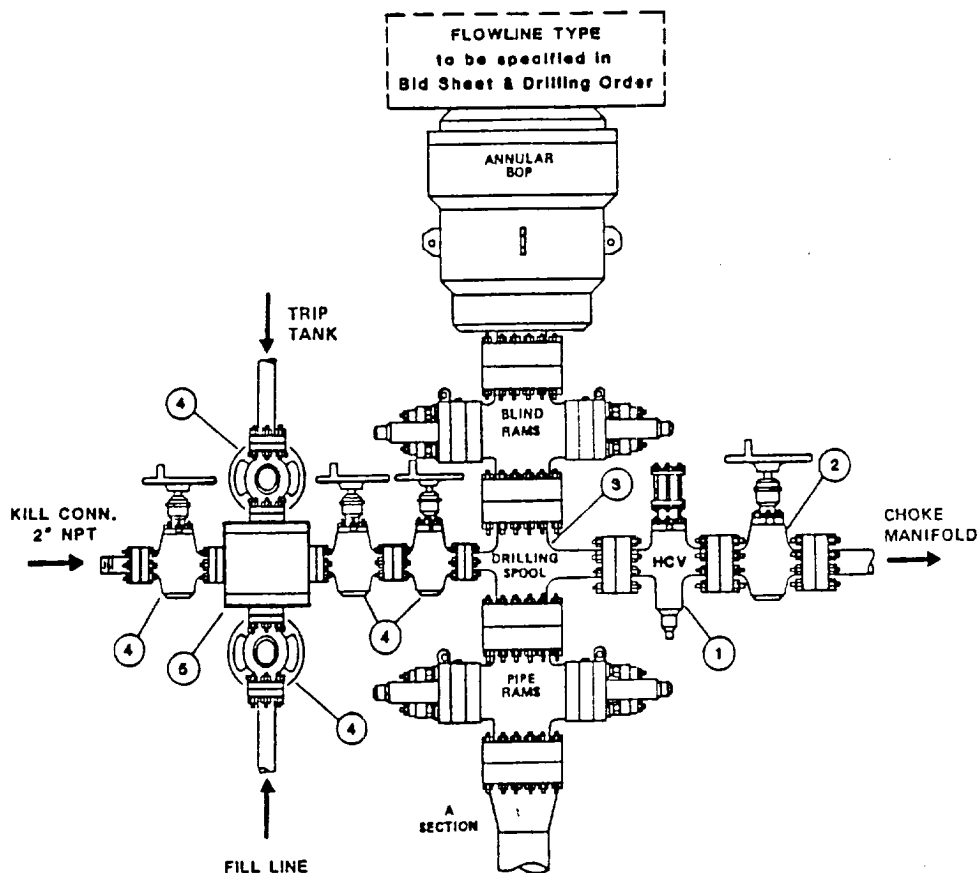 FLOWLINE TYPE
to be specified in
Bid Sheet & Drilling Order
ANNULAR
BOP
TRIP
TANK
4
BLIND
RAMS
3
2
KILL CONN.
2" NPT
CHOKE
MANIFOLD
DRILLING
SPOOL
HCV
4
5
4
1
4
PIPE
RAMS
A
SECTION
FILL LINE